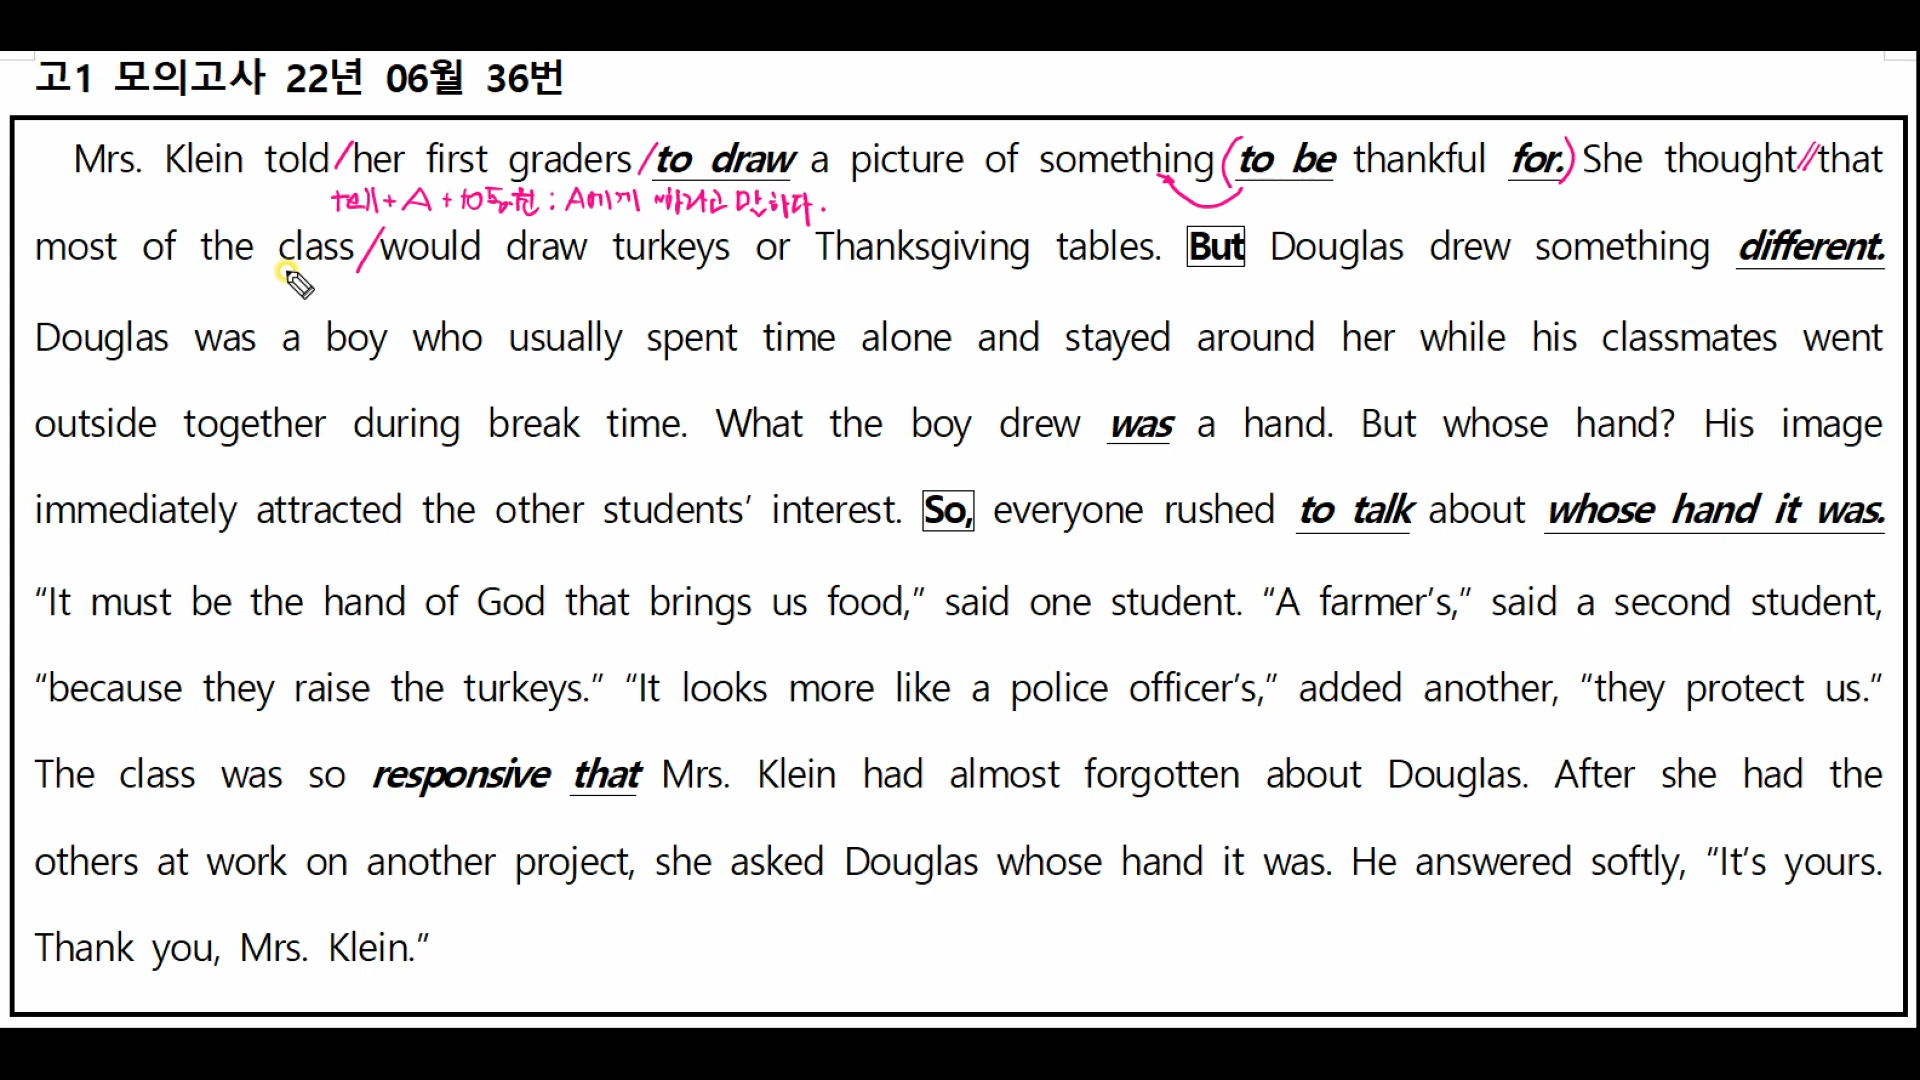 고1 모의고사 22년 06월 36번
Mrs. Klein told/her first graders/to draw a picture of something (to be thankful for.) She thought//that
tell + A + to동.원 : A에게 ~하라고 말하다.
most of the class/would draw turkeys or Thanksgiving tables. But Douglas drew something different.
Douglas was a boy who usually spent time alone and stayed around her while his classmates went
outside together during break time. What the boy drew was a hand. But whose hand? His image
immediately attracted the other students’ interest. So, everyone rushed to talk about whose hand it was.
“It must be the hand of God that brings us food,” said one student. “A farmer’s,” said a second student,
“because they raise the turkeys.” “It looks more like a police officer’s,” added another, “they protect us.”
The class was so responsive that Mrs. Klein had almost forgotten about Douglas. After she had the
others at work on another project, she asked Douglas whose hand it was. He answered softly, “It’s yours.
Thank you, Mrs. Klein.”